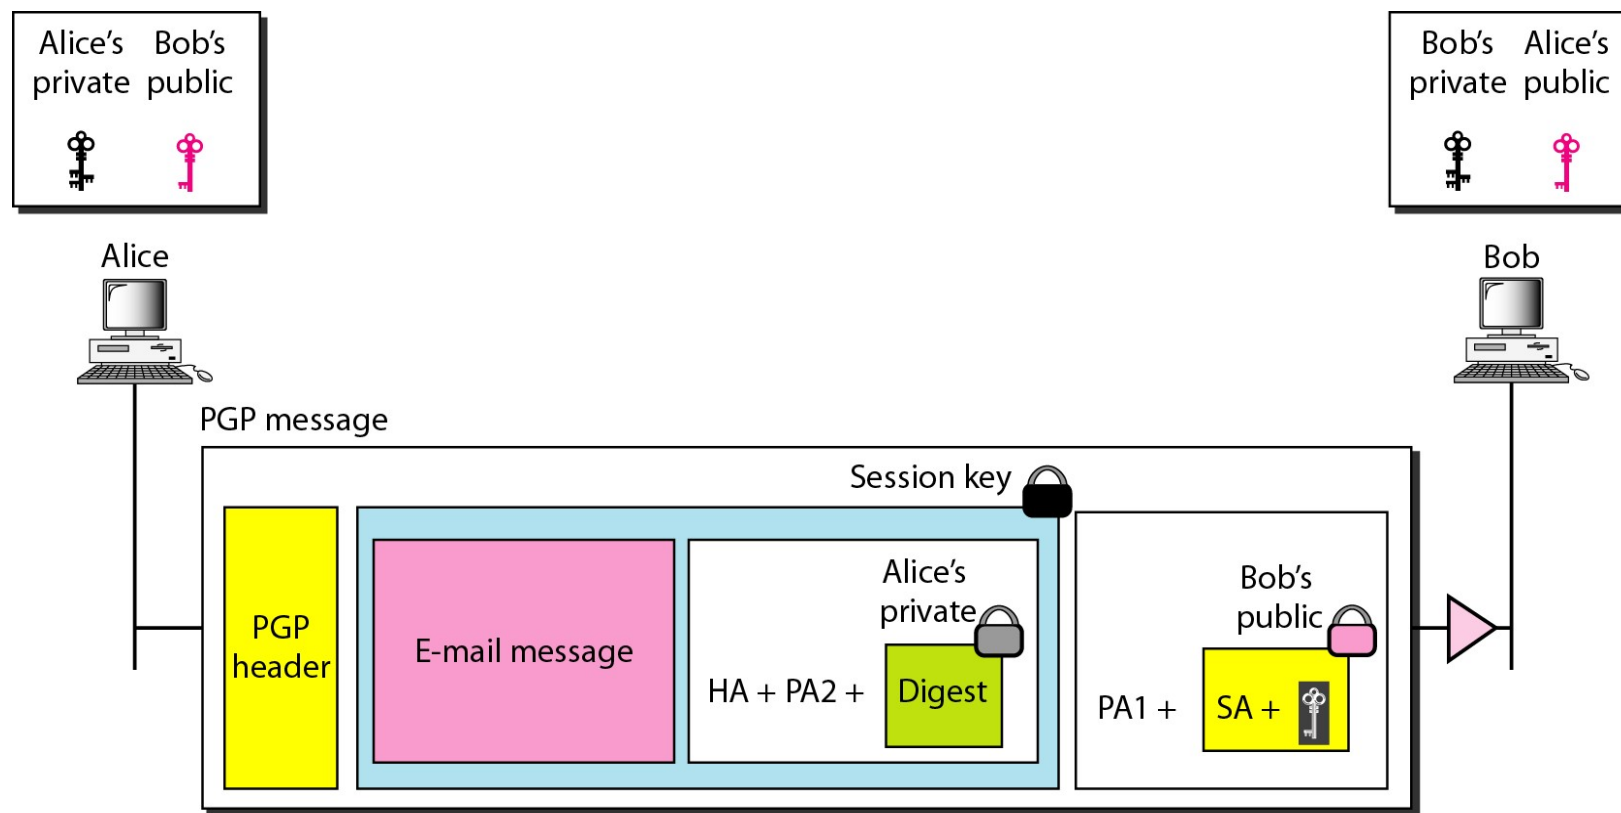 Alice's Bob's
private public
Bob's Alice's
private public
Alice
Bob
PGP message
Session key
PGP
header
E-mail message
Alice's
private
HA + PA2 +
Digest
Bob's
public
PA1 +
SA +